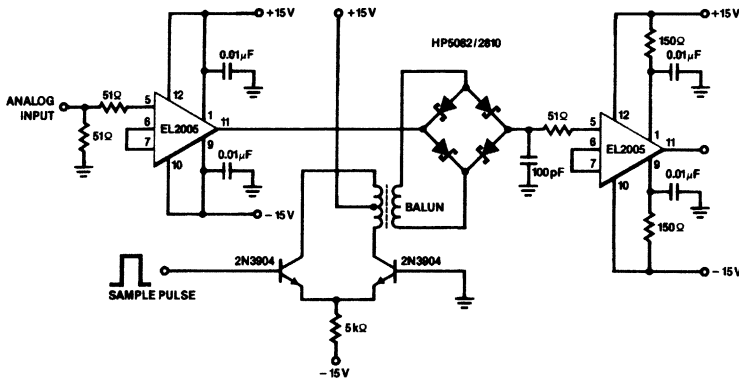 +15V
+15V
+15V
HP5082/2810
150Ω
0.01μF
0.01μF
12
12
ANALOG
INPUT
51Ω
51Ω
5
6
7
EL2005
1
11
9
10
0.01μF
-15V
51Ω
5
6
7
EL2005
1
11
9
10
100pF
0.01μF
150Ω
-15V
BALUN
2N3904
2N3904
SAMPLE PULSE
5kΩ
-15V